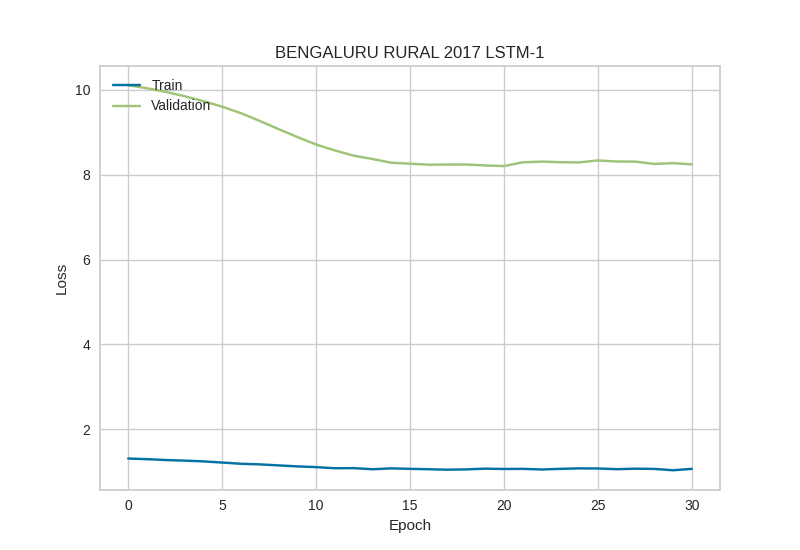 BENGALURU RURAL 2017 LSTM-1
Train
Validation
10
8
6
4
2
Loss
0 5 10 15 20 25 30
Epoch